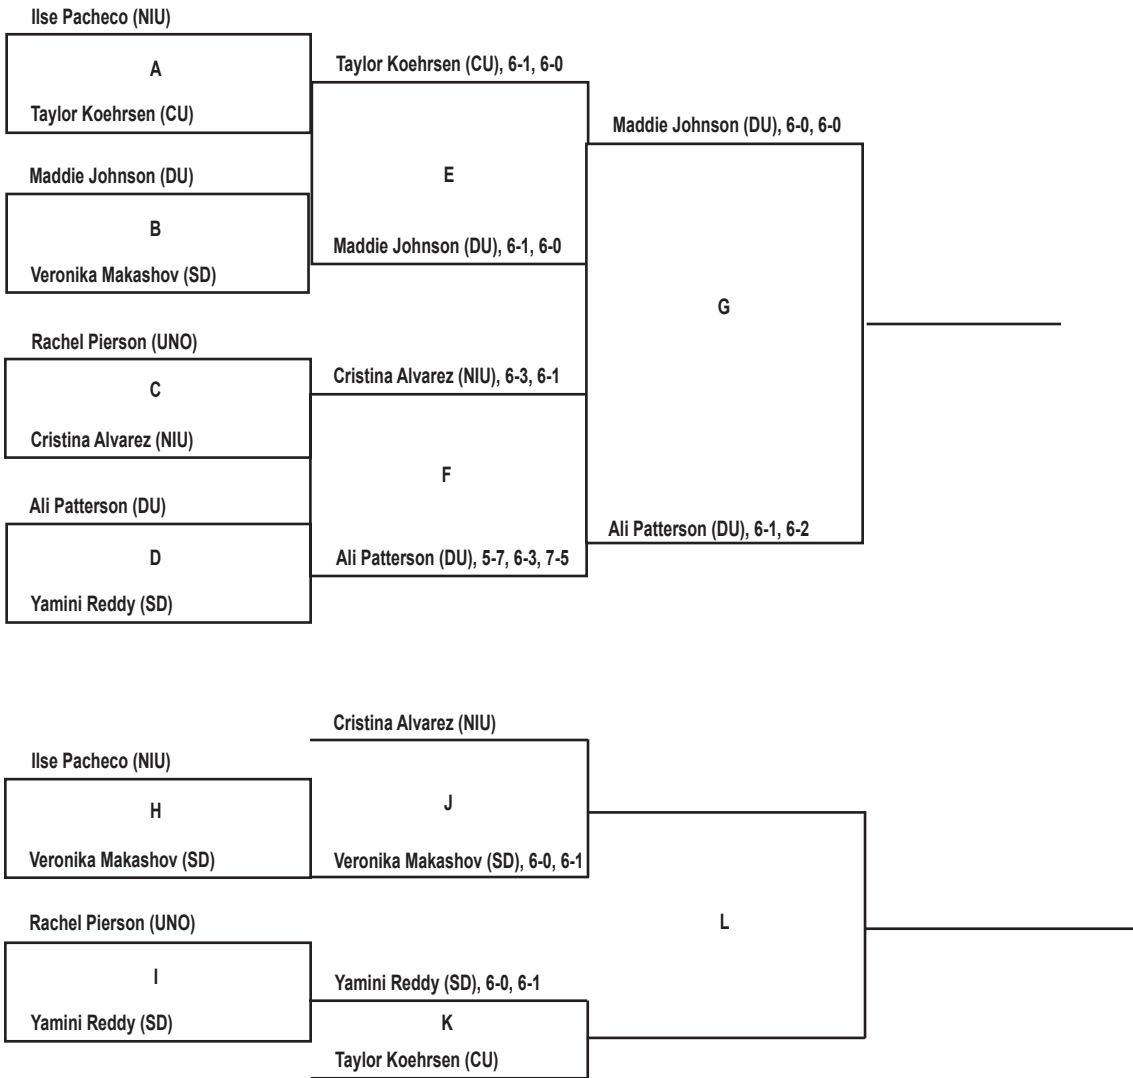 Ilse Pacheco (NIU)
A
Taylor Koehrsen (CU)
Maddie Johnson (DU)
B
Veronika Makashov (SD)
Rachel Pierson (UNO)
C
Cristina Alvarez (NIU)
Ali Patterson (DU)
D
Yamini Reddy (SD)
Taylor Koehrsen (CU), 6-1, 6-0
E
Maddie Johnson (DU), 6-1, 6-0
Cristina Alvarez (NIU), 6-3, 6-1
F
Ali Patterson (DU), 5-7, 6-3, 7-5
Maddie Johnson (DU), 6-0, 6-0
G
Ali Patterson (DU), 6-1, 6-2
Ilse Pacheco (NIU)
H
Veronika Makashov (SD)
Rachel Pierson (UNO)
I
Yamini Reddy (SD)
Cristina Alvarez (NIU)
J
Veronika Makashov (SD), 6-0, 6-1
Yamini Reddy (SD), 6-0, 6-1
K
Taylor Koehrsen (CU)
L